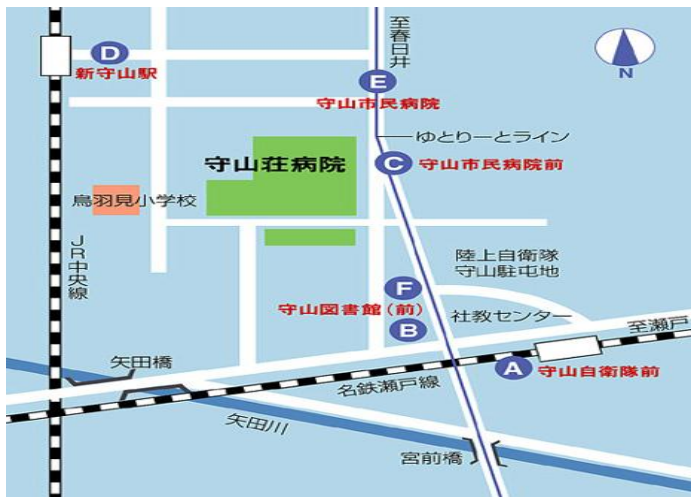 至春日井
D
新守山駅
E
守山市民病院
N
ゆとりーとライン
守山荘病院
C
守山市民病院前
鳥羽見小学校
JR中央線
陸上自衛隊
守山駐屯地
F
守山図書館(前)
B
社教センター
至瀬戸
矢田橋
名鉄瀬戸線
A
守山自衛隊前
矢田川
宮前橋